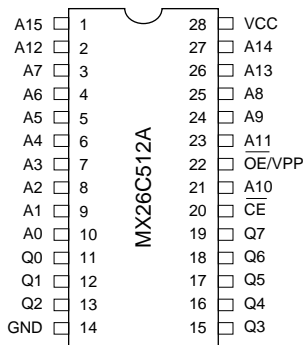 A15 1 28 VCC
A12 2 27 A14
A7 3 26 A13
A6 4 25 A8
A5 5 24 A9
A4 6 23 A11
A3 7 22 O̅E̅/VPP
A2 8 21 A10
A1 9 20 C̅E̅
A0 10 19 Q7
Q0 11 18 Q6
Q1 12 17 Q5
Q2 13 16 Q4
GND 14 15 Q3
MX26C512A